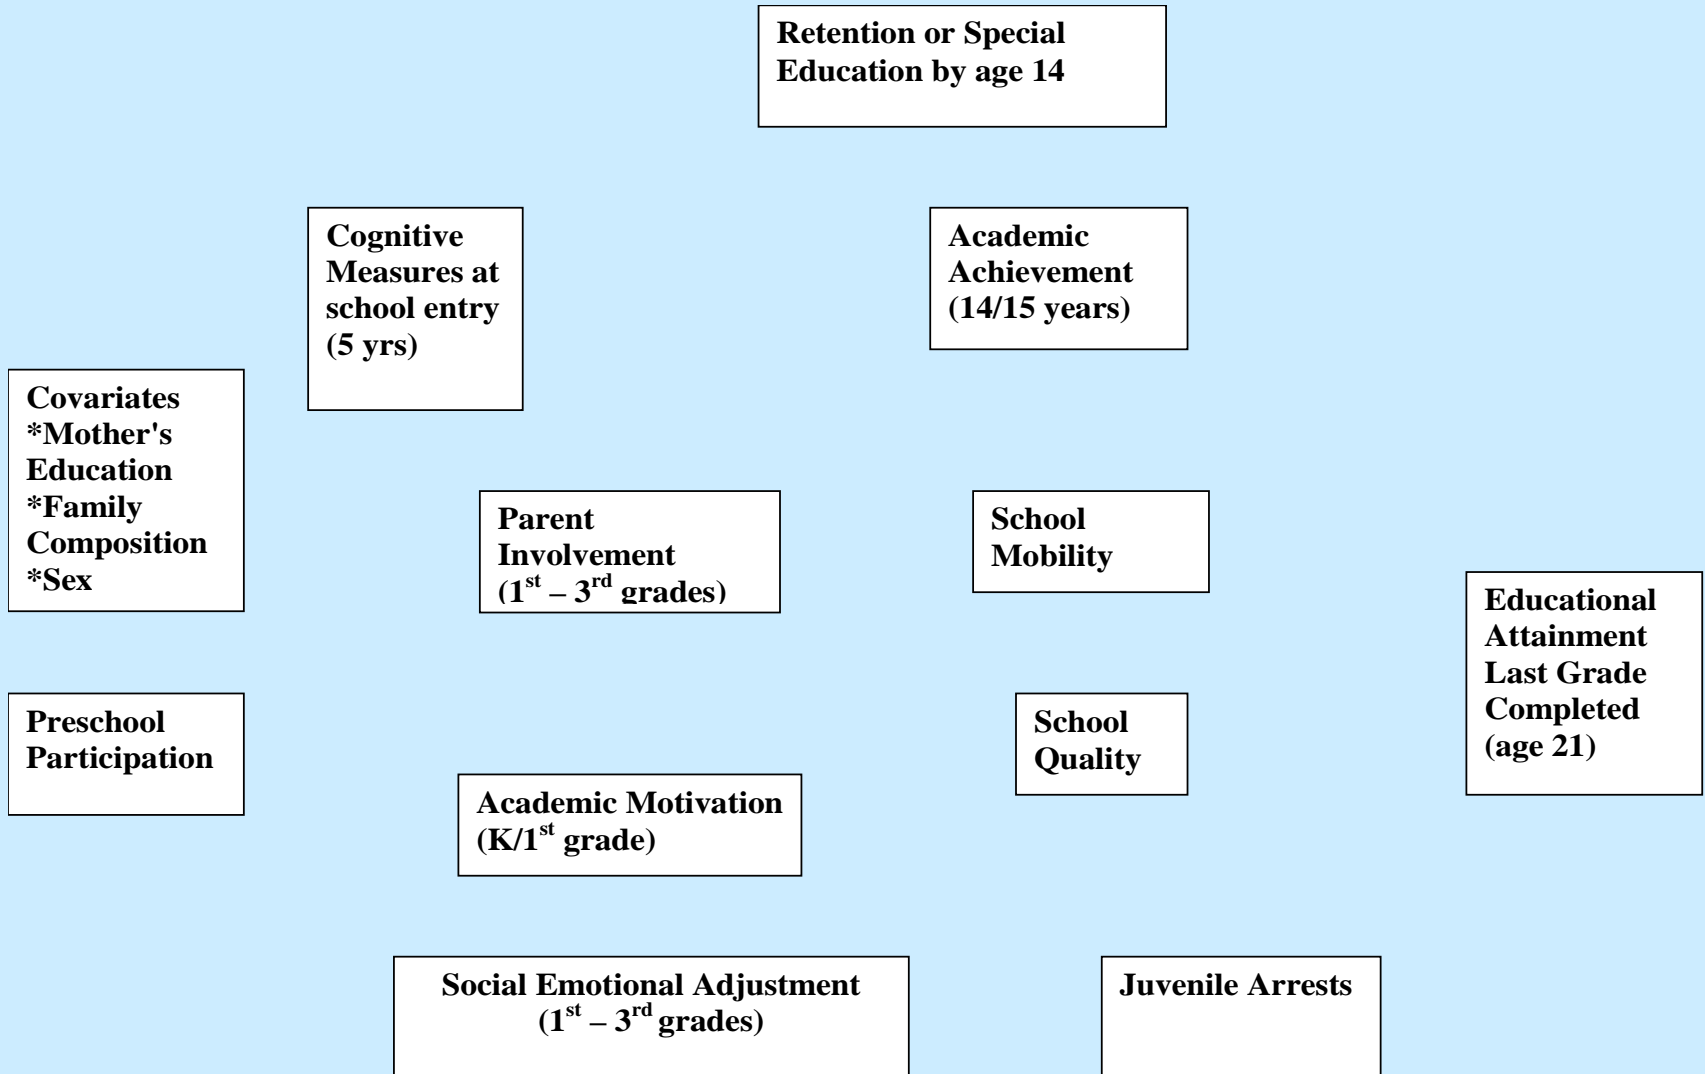 Retention or Special
Education by age 14
Cognitive
Measures at
school entry
(5 yrs)
Academic
Achievement
(14/15 years)
Covariates
*Mother's
Education
*Family
Composition
*Sex
Parent
Involvement
(1st – 3rd grades)
School
Mobility
Educational
Attainment
Last Grade
Completed
(age 21)
Preschool
Participation
School
Quality
Academic Motivation
(K/1st grade)
Social Emotional Adjustment
(1st – 3rd grades)
Juvenile Arrests